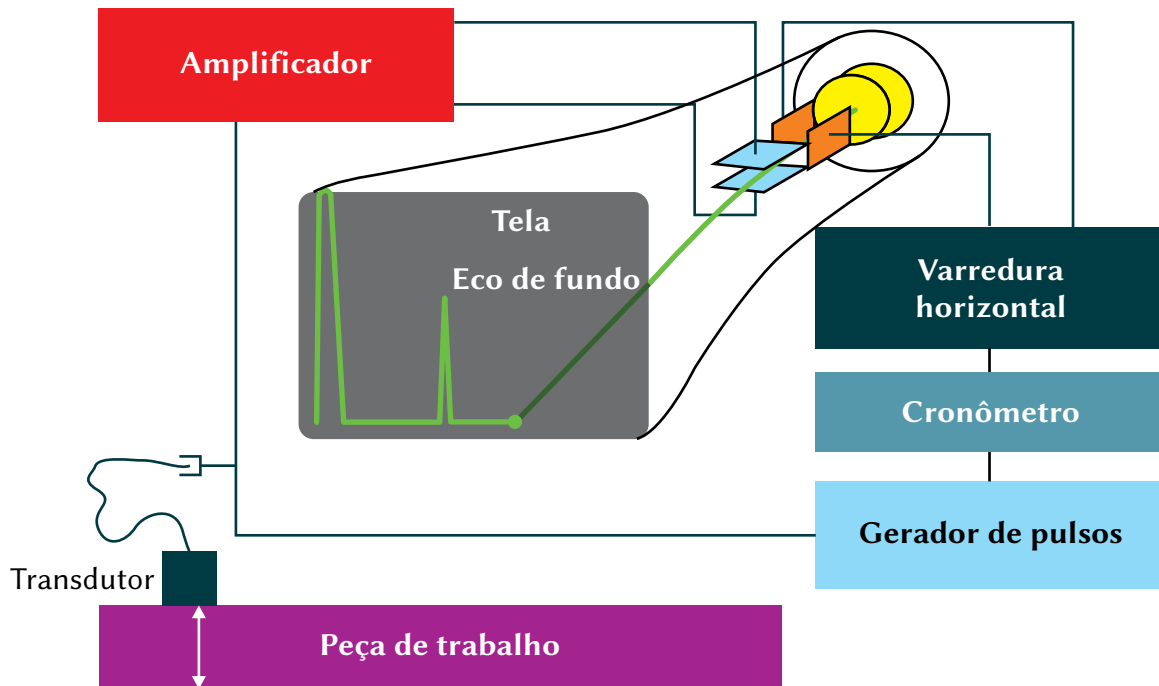 Amplificador
Tela
Eco de fundo
Varredura
horizontal
Cronômetro
Gerador de pulsos
Transdutor
Peça de trabalho